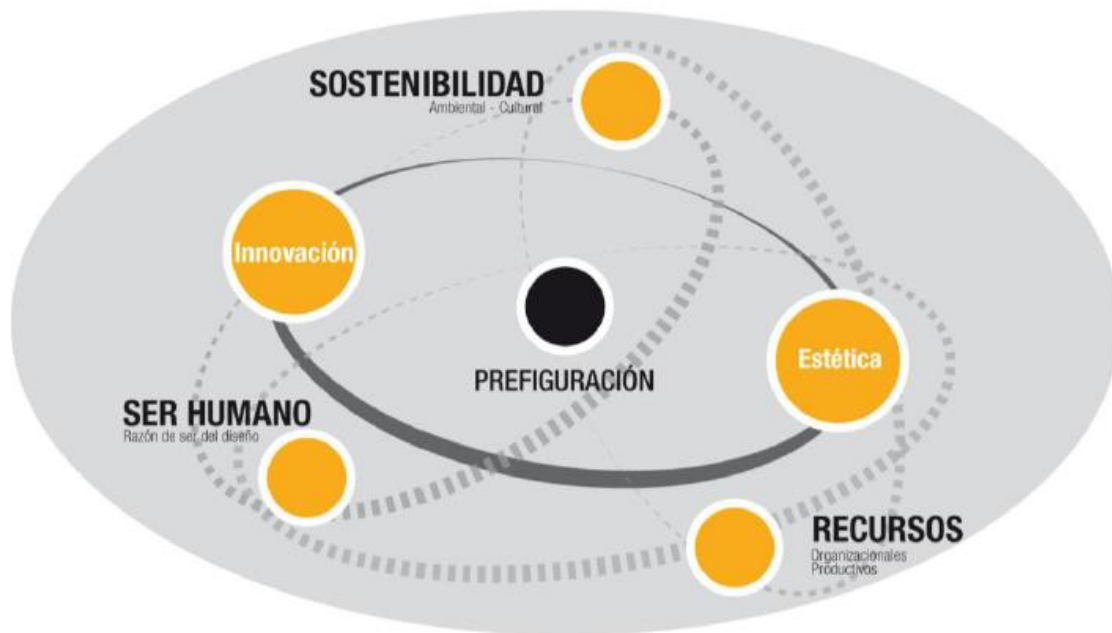 SOSTENIBILIDAD
Ambiental - Cultural
Innovación
PREFIGURACIÓN
Estética
SER HUMANO
Razón de ser del diseño
RECURSOS
Organizacionales
Productivos